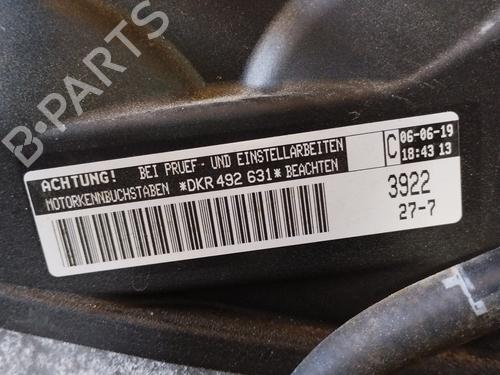 B-PARTS
ACHTUNG! BEI PRUEF- UND EINSTELLARBEITEN
MOTORKENNBUCHSTABEN *DKR 492 631* BEACHTEN
C 06-06-19
18:43 13
3922
27-7